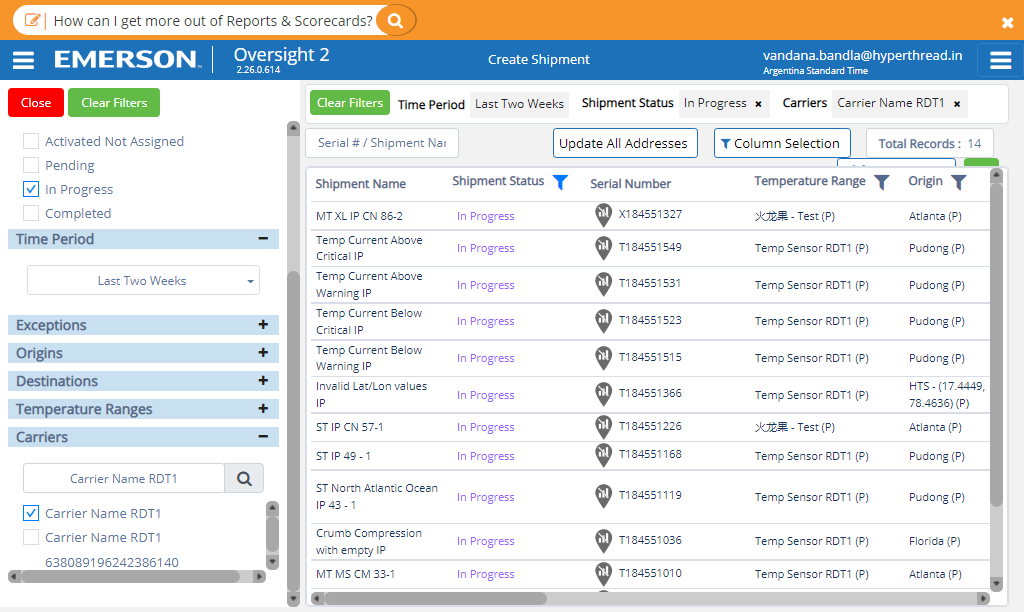 How can I get more out of Reports & Scorecards?
EMERSON
Oversight 2
2.26.0.614
Create Shipment
vandana.bandla@hyperthread.in
Argentina Standard Time
Close
Clear Filters
Activated Not Assigned
Pending
In Progress
Completed
Time Period
Last Two Weeks
Exceptions
Origins
Destinations
Temperature Ranges
Carriers
Carrier Name RDT1
Carrier Name RDT1
Carrier Name RDT1
638089196242386140
Clear Filters Time Period Last Two Weeks Shipment Status In Progress × Carriers Carrier Name RDT1 ×
Serial # / Shipment Nar Update All Addresses Column Selection Total Records : 14
Shipment Name Shipment Status Serial Number Temperature Range Origin
MT XL IP CN 86-2 In Progress X184551327 火龙果 - Test (P) Atlanta (P)
Temp Current Above
Critical IP In Progress T184551549 Temp Sensor RDT1 (P) Pudong (P)
Temp Current Above
Warning IP In Progress T184551531 Temp Sensor RDT1 (P) Pudong (P)
Temp Current Below
Critical IP In Progress T184551523 Temp Sensor RDT1 (P) Pudong (P)
Temp Current Below
Warning IP In Progress T184551515 Temp Sensor RDT1 (P) Pudong (P)
Invalid Lat/Lon values
IP In Progress T184551366 Temp Sensor RDT1 (P) HTS - (17.4449,
78.4636) (P)
ST IP CN 57-1 In Progress T184551226 火龙果 - Test (P) Atlanta (P)
ST IP 49 - 1 In Progress T184551168 Temp Sensor RDT1 (P) Pudong (P)
ST North Atlantic Ocean
IP 43 - 1 In Progress T184551119 Temp Sensor RDT1 (P) Pudong (P)
Crumb Compression
with empty IP In Progress T184551036 Temp Sensor RDT1 (P) Florida (P)
MT MS CM 33-1 In Progress T184551010 Temp Sensor RDT1 (P) Atlanta (P)